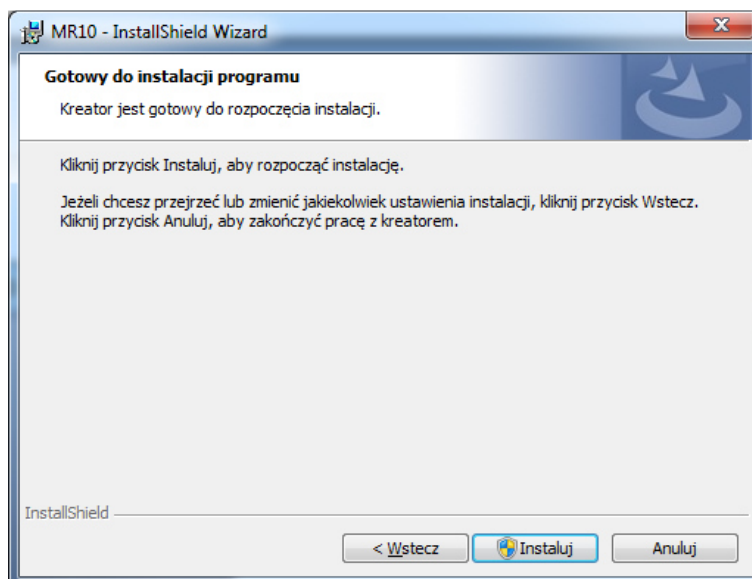 MR10 - InstallShield Wizard
Gotowy do instalacji programu
Kreator jest gotowy do rozpoczęcia instalacji.
Kliknij przycisk Instaluj, aby rozpocząć instalację.
Jeżeli chcesz przejrzeć lub zmienić jakiekolwiek ustawienia instalacji, kliknij przycisk Wstecz.
Kliknij przycisk Anuluj, aby zakończyć pracę z kreatorem.
InstallShield
< Wstecz
Instaluj
Anuluj